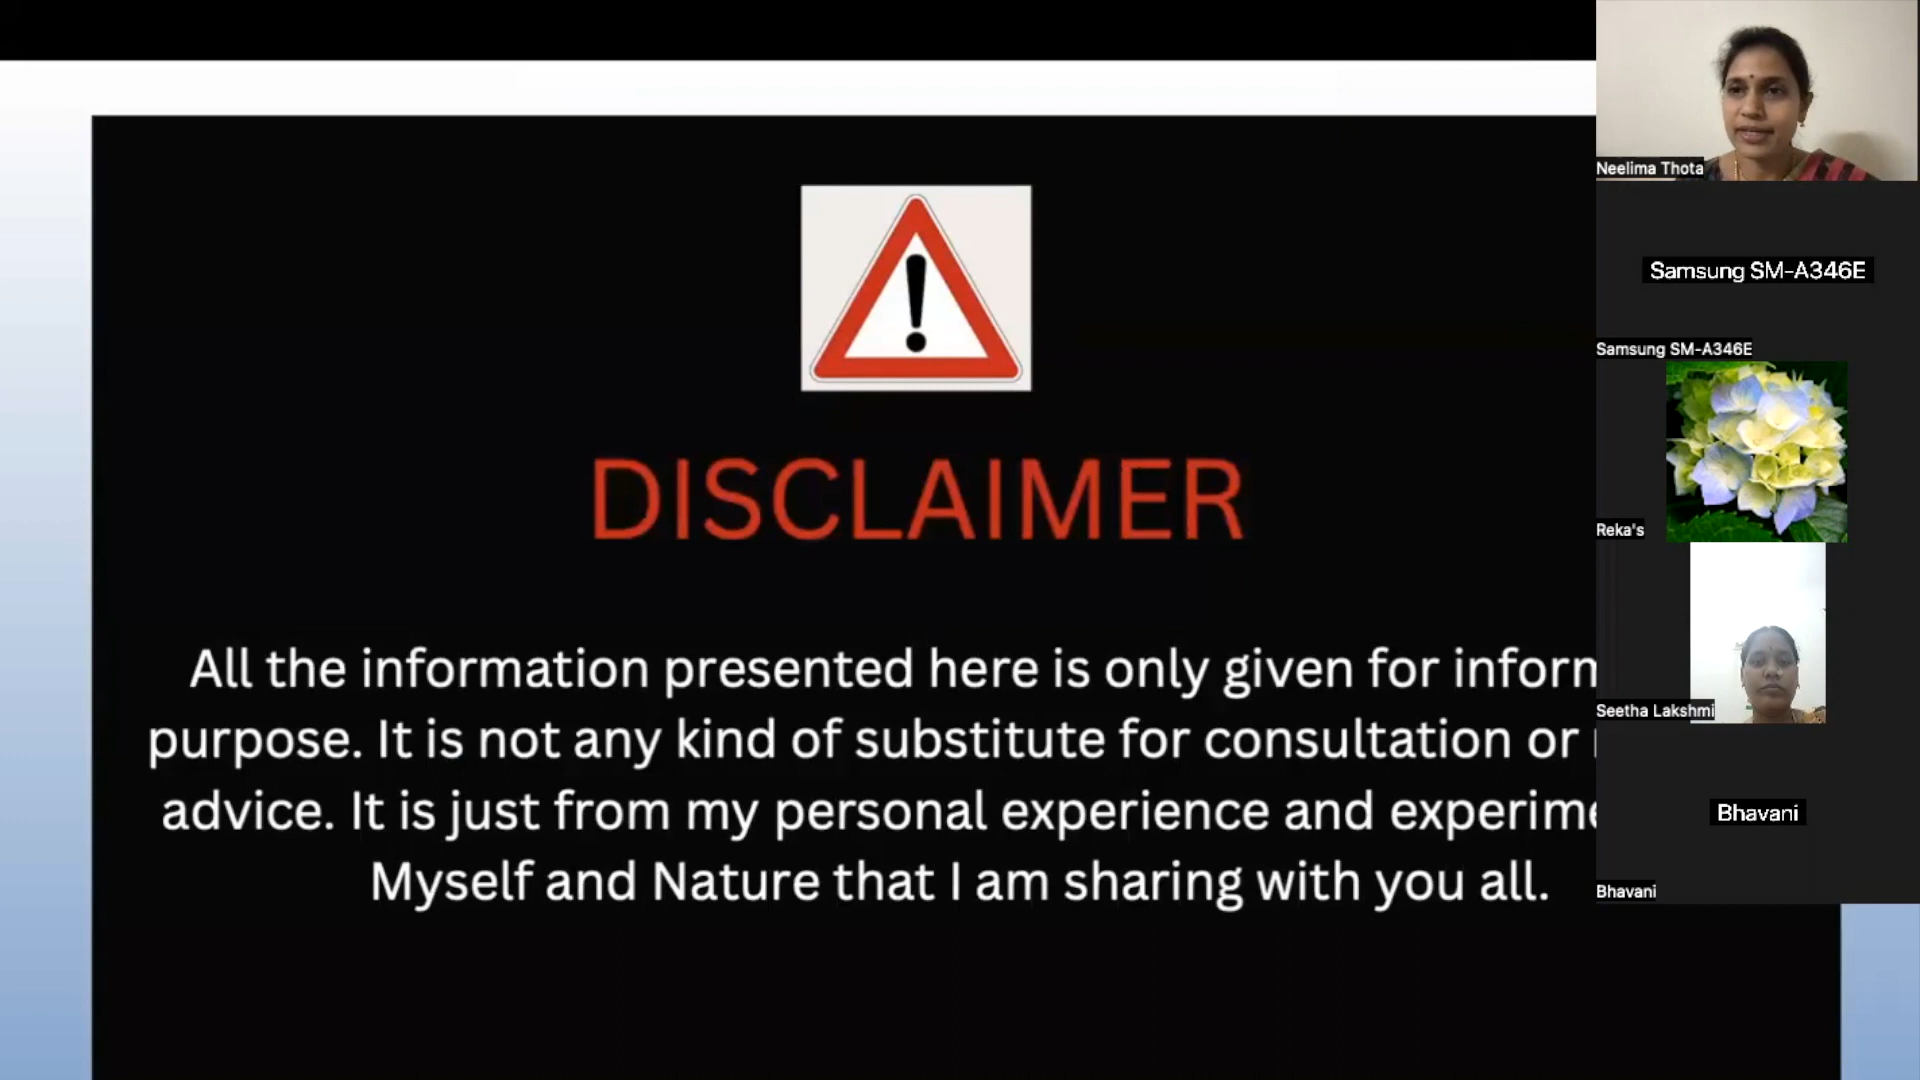 DISCLAIMER
All the information presented here is only given for inform
purpose. It is not any kind of substitute for consultation or
advice. It is just from my personal experience and experime
Myself and Nature that I am sharing with you all.
Neelima Thota
Samsung SM-A346E
Samsung SM-A346E
Reka's
Seetha Lakshmi
Bhavani
Bhavani